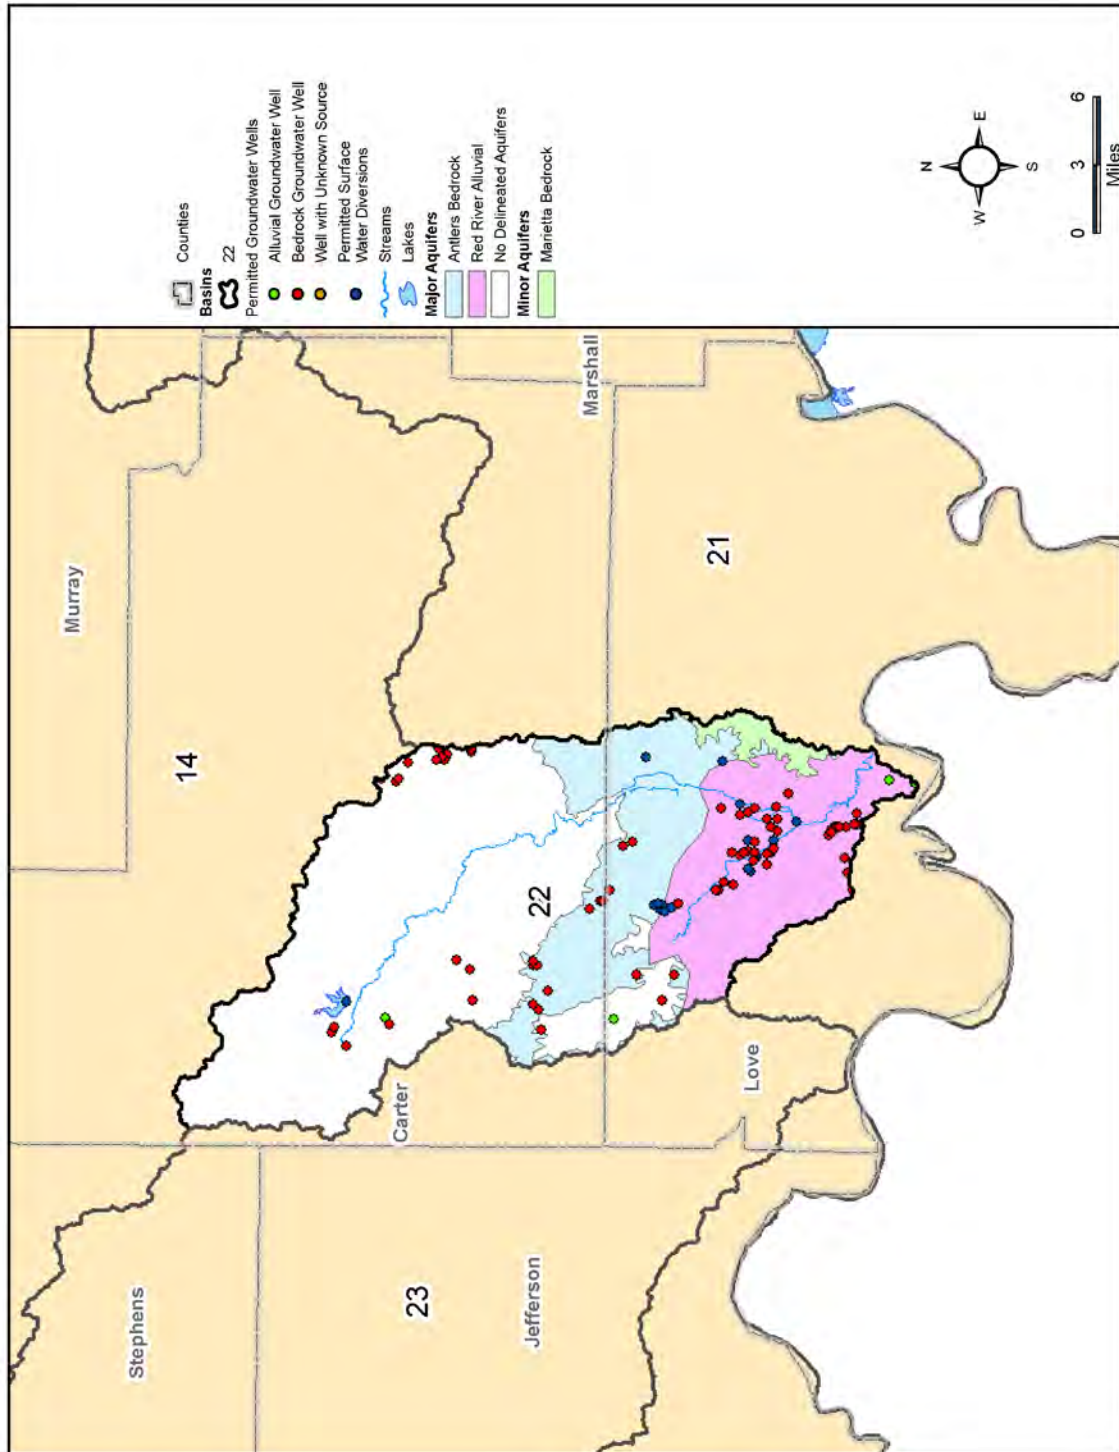 Counties
Basins
22
Permitted Groundwater Wells
Alluvial Groundwater Well
Bedrock Groundwater Well
Well with Unknown Source
Permitted Surface
Water Diversions
Streams
Lakes
Major Aquifers
Antlers Bedrock
Red River Alluvial
No Delineated Aquifers
Minor Aquifers
Marietta Bedrock
N
W
E
S
0
3
6
Miles
Stephens
Murray
14
23
Carter
22
Marshall
Jefferson
Love
21